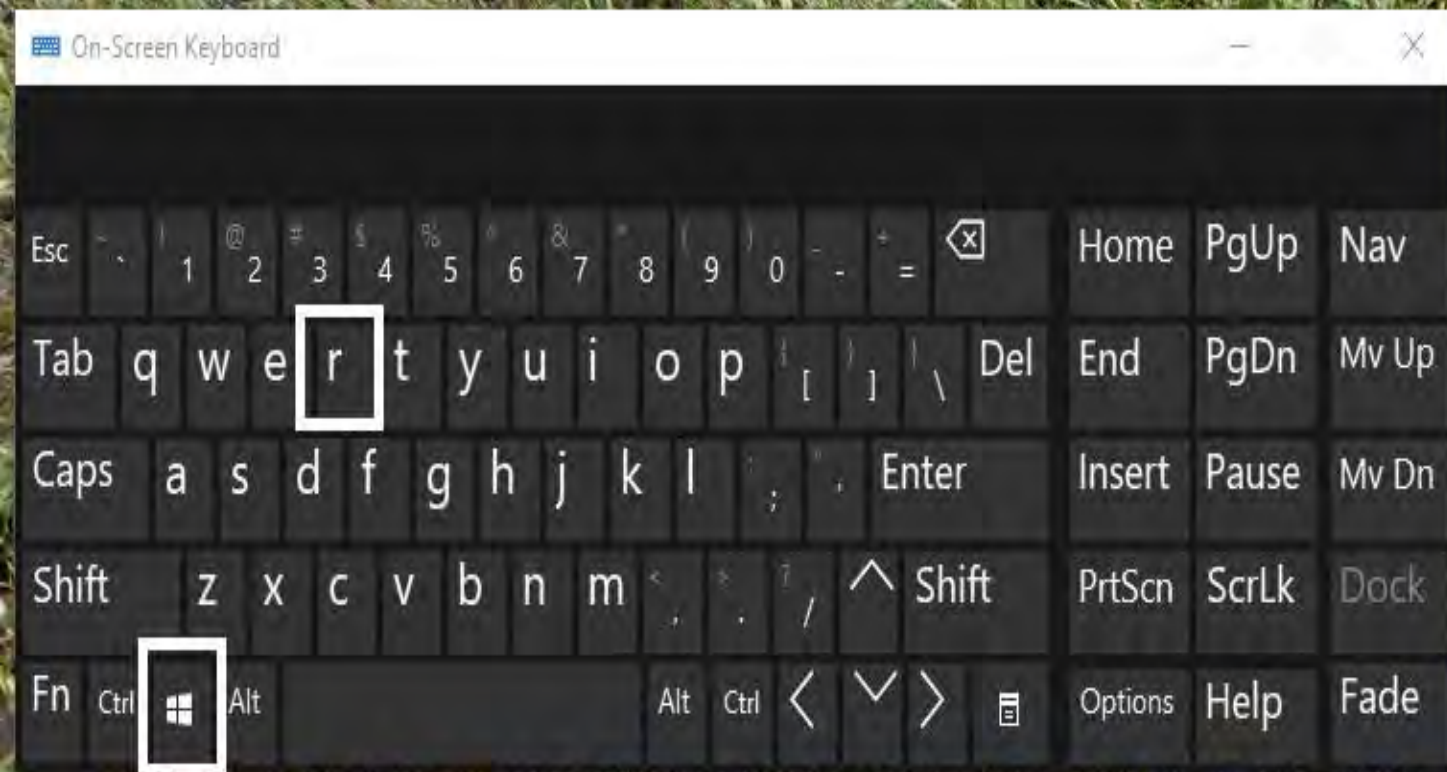 On-Screen Keyboard
Esc ~ ` ! 1 @ 2 # 3 $ 4 % 5 ^ 6 & 7 * 8 ( 9 ) 0 _ - + = Home PgUp Nav
Tab q w e r t y u i o p { [ } ] | \ Del End PgDn Mv Up
Caps a s d f g h j k l : ; " ' Enter Insert Pause Mv Dn
Shift z x c v b n m < , > . ? / Shift PrtScn ScrLk Dock
Fn Ctrl Alt Alt Ctrl Options Help Fade